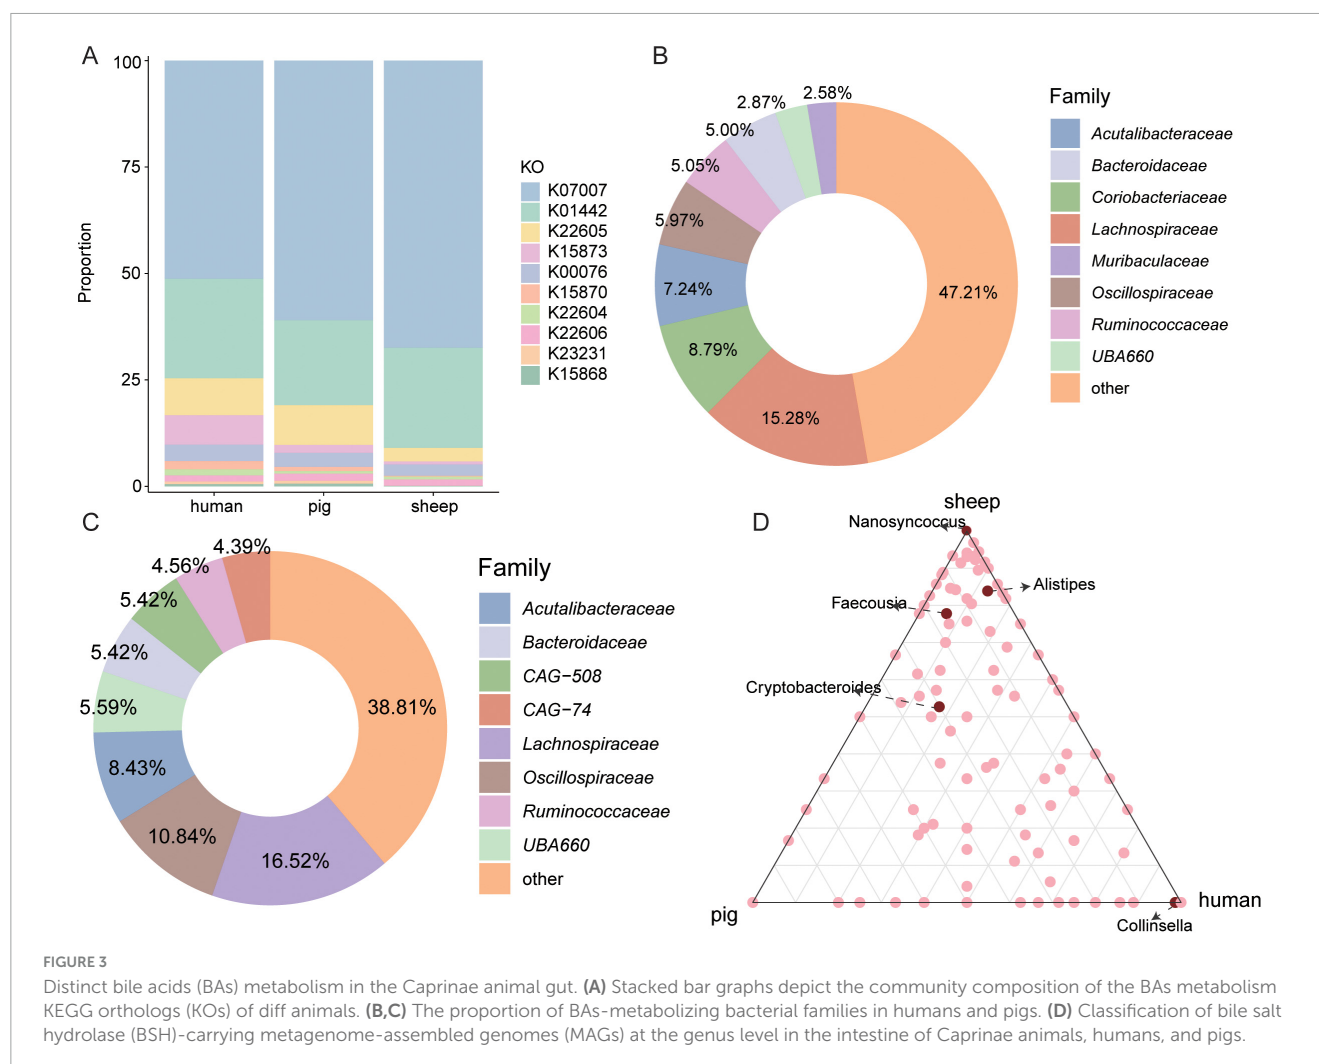 A
100
75
50
25
0
Proportion
human
pig
sheep
KO
K07007
K01442
K22605
K15873
K00076
K15870
K22604
K22606
K23231
K15868
B
2.58%
2.87%
5.00%
5.05%
5.97%
7.24%
8.79%
15.28%
47.21%
Family
Acutalibacteraceae
Bacteroidaceae
Coriobacteriaceae
Lachnospiraceae
Muribaculaceae
Oscillospiraceae
Ruminococcaceae
UBA660
other
C
4.39%
4.56%
5.42%
5.42%
5.59%
8.43%
10.84%
16.52%
38.81%
Family
Acutalibacteraceae
Bacteroidaceae
CAG−508
CAG−74
Lachnospiraceae
Oscillospiraceae
Ruminococcaceae
UBA660
other
D
sheep
Nanosyncoccus
Alistipes
Faecousia
Cryptobacteroides
pig
human
Collinsella
FIGURE 3
Distinct bile acids (BAs) metabolism in the Caprinae animal gut. (A) Stacked bar graphs depict the community composition of the BAs metabolism
KEGG orthologs (KOs) of diff animals. (B,C) The proportion of BAs-metabolizing bacterial families in humans and pigs. (D) Classification of bile salt
hydrolase (BSH)-carrying metagenome-assembled genomes (MAGs) at the genus level in the intestine of Caprinae animals, humans, and pigs.